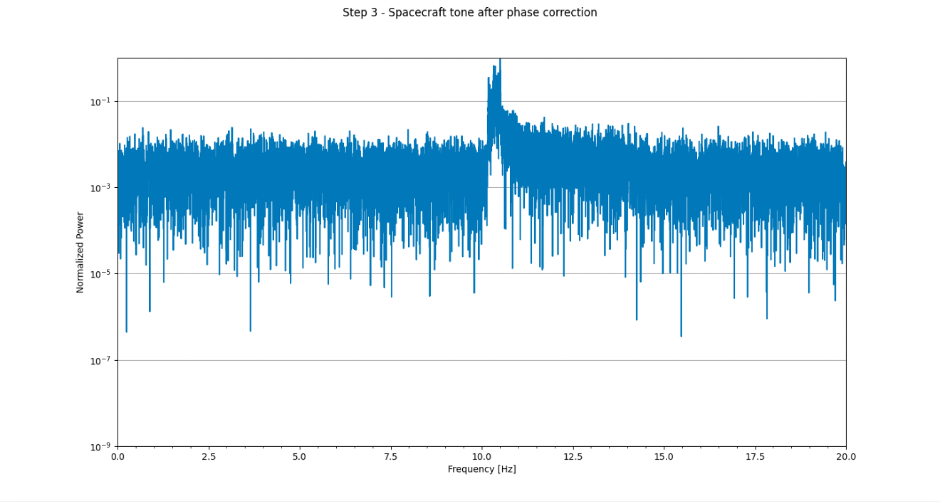 Step 3 - Spacecraft tone after phase correction
Normalized Power
10⁻¹
10⁻³
10⁻⁵
10⁻⁷
10⁻⁹
0.0 2.5 5.0 7.5 10.0 12.5 15.0 17.5 20.0
Frequency [Hz]